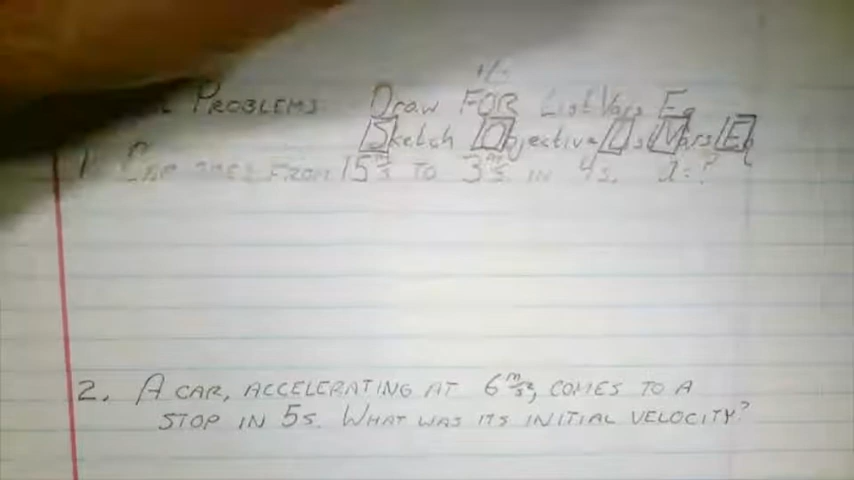 +/-
PROBLEMS Draw FOR List Vars Eq
Sketch Objective List Vars Eq
1. CAR GOES FROM 15 m/s TO 3 m/s IN 4s. a=?
2. A CAR, ACCELERATING AT 6 m/s², COMES TO A
STOP IN 5s. WHAT WAS ITS INITIAL VELOCITY?